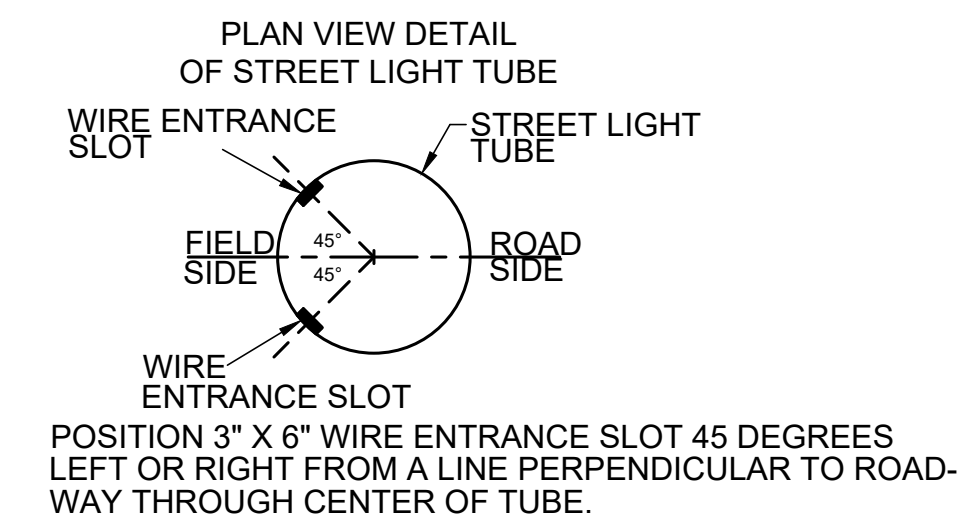 PLAN VIEW DETAIL
OF STREET LIGHT TUBE
WIRE ENTRANCE
SLOT
STREET LIGHT
TUBE
FIELD
SIDE
45°
45°
ROAD
SIDE
WIRE
ENTRANCE SLOT
POSITION 3" X 6" WIRE ENTRANCE SLOT 45 DEGREES
LEFT OR RIGHT FROM A LINE PERPENDICULAR TO ROAD-
WAY THROUGH CENTER OF TUBE.